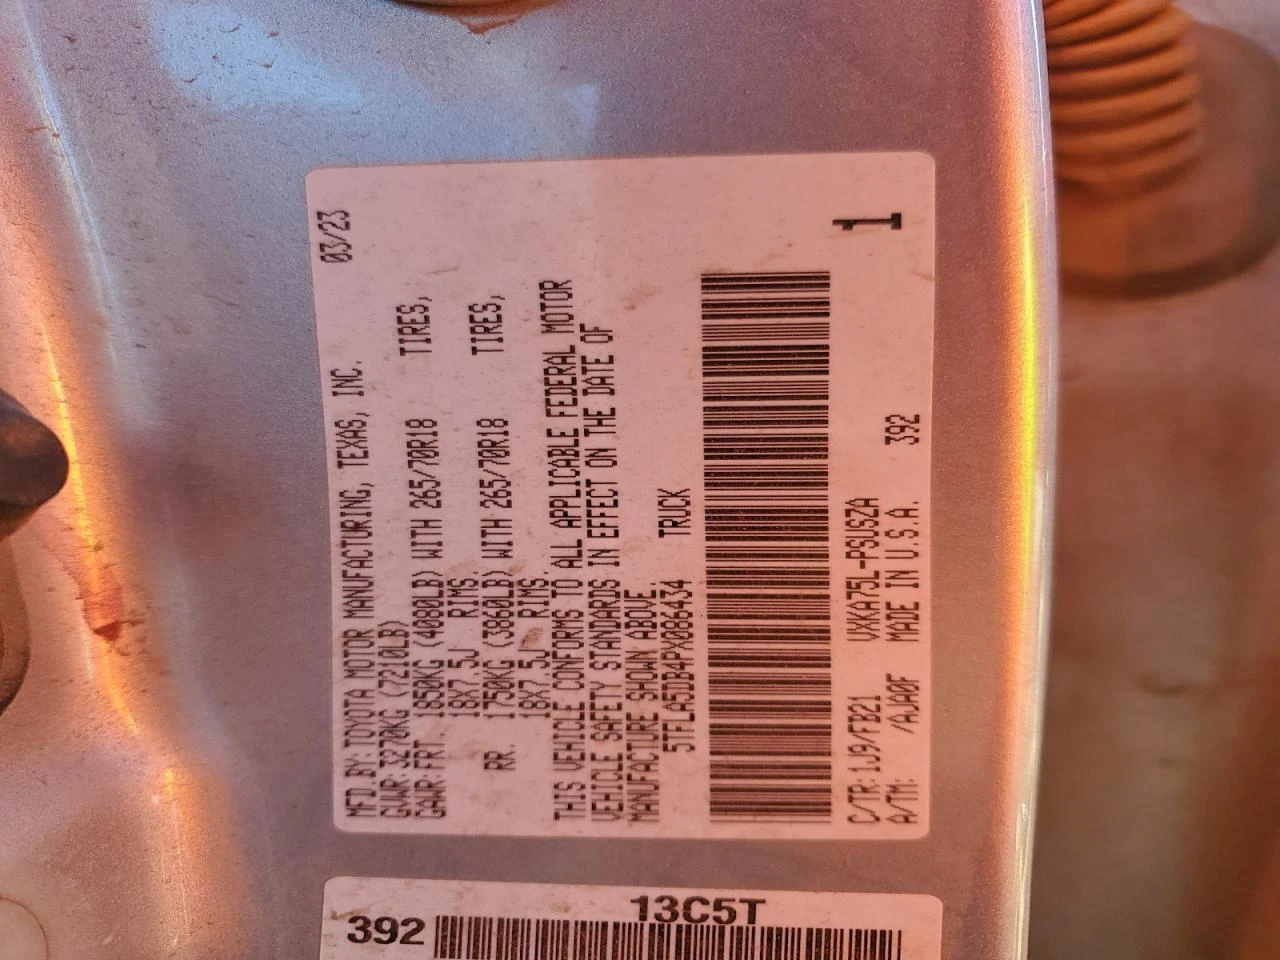 MFD.BY:TOYOTA MOTOR MANUFACTURING, TEXAS, INC. 03/23
GVWR:3270KG (7210LB)
GAWR:FRT. 1850KG (4080LB) WITH 265/70R18 TIRES,
18X7.5J RIMS
RR. 1750KG (3860LB) WITH 265/70R18 TIRES,
18X7.5J RIMS
THIS VEHICLE CONFORMS TO ALL APPLICABLE FEDERAL MOTOR
VEHICLE SAFETY STANDARDS IN EFFECT ON THE DATE OF
MANUFACTURE SHOWN ABOVE.
5TFLA5DB4PX086434 TRUCK
C/TR:1J9/FB21 VXKA75L-PSUSZA 1
A/TM: /AJA0F MADE IN U.S.A. 392
13C5T
392